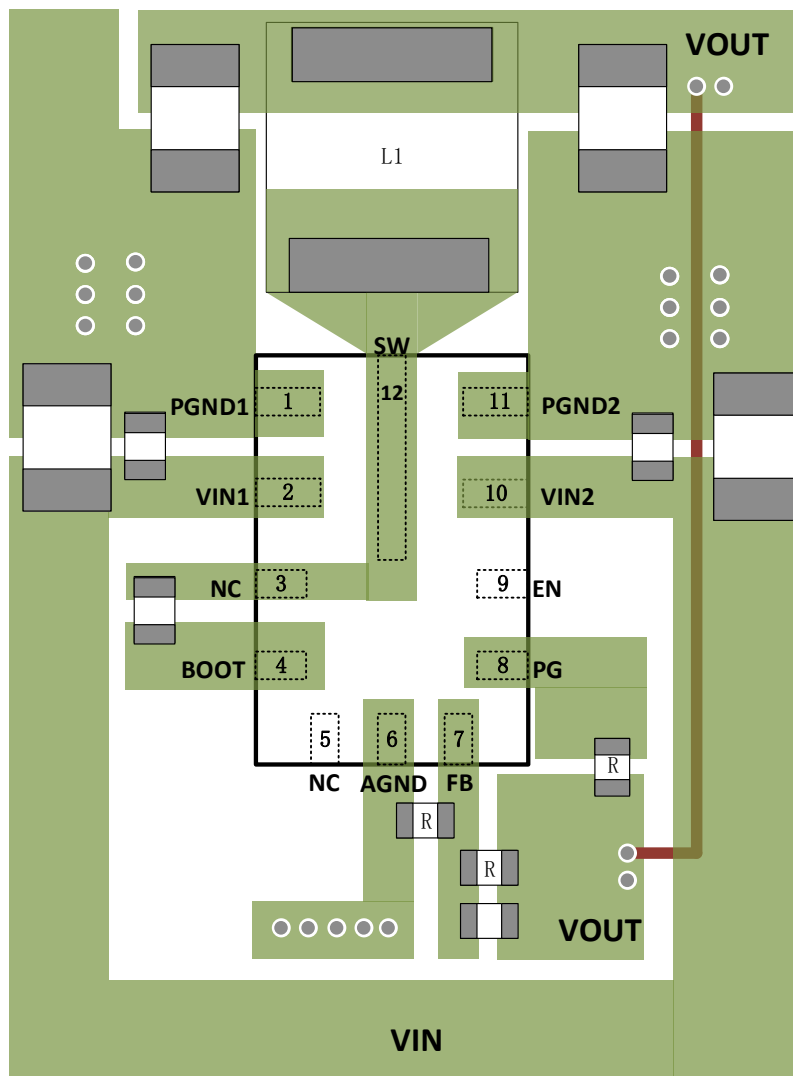 VOUT
L1
SW
PGND1 1 12 11 PGND2
VIN1 2 10 VIN2
NC 3 9 EN
BOOT 4 8 PG
5 6 7
NC AGND FB
R
R
R
VOUT
VIN